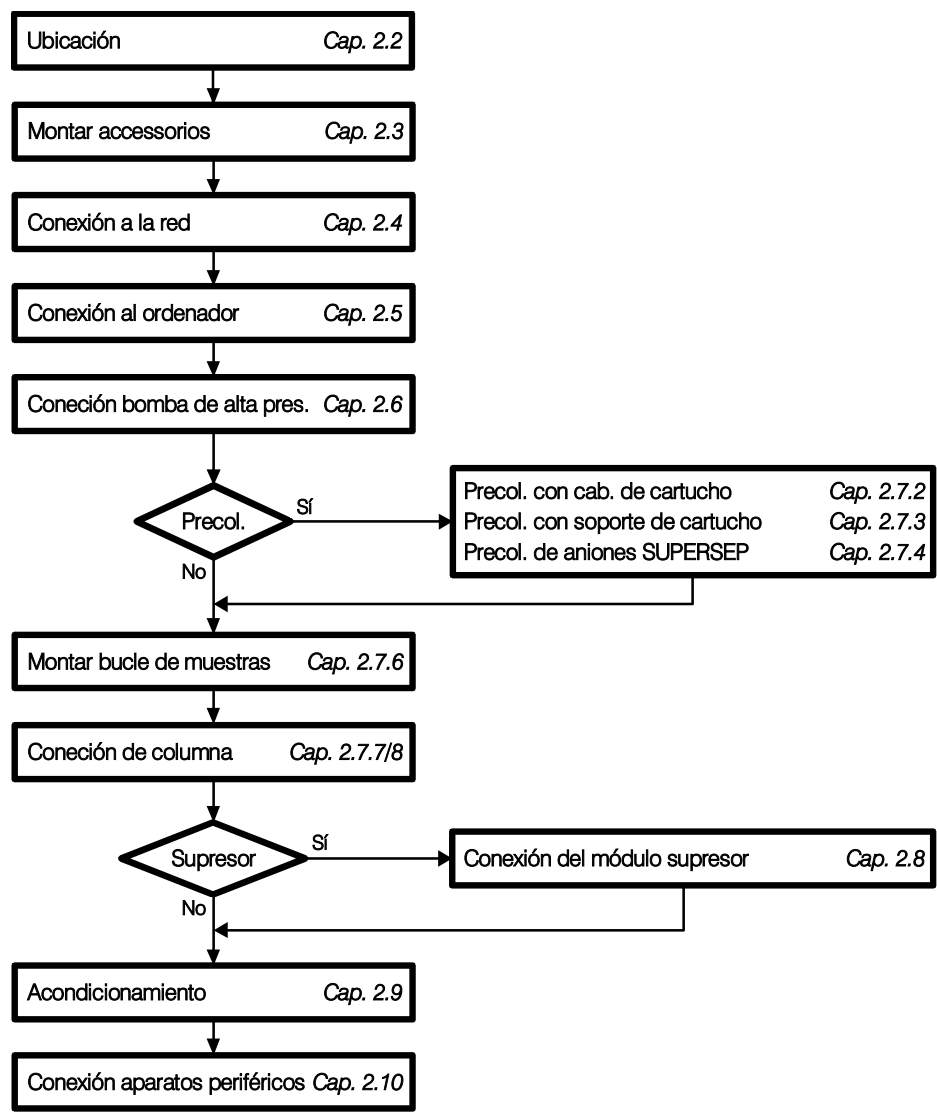 Ubicación Cap. 2.2
Montar accessorios Cap. 2.3
Conexión a la red Cap. 2.4
Conexión al ordenador Cap. 2.5
Coneción bomba de alta pres. Cap. 2.6
Precol.
Sí
No
Precol. con cab. de cartucho Cap. 2.7.2
Precol. con soporte de cartucho Cap. 2.7.3
Precol. de aniones SUPERSEP Cap. 2.7.4
Montar bucle de muestras Cap. 2.7.6
Coneción de columna Cap. 2.7.7/8
Supresor
Sí
No
Conexión del módulo supresor Cap. 2.8
Acondicionamiento Cap. 2.9
Conexión aparatos periféricos Cap. 2.10